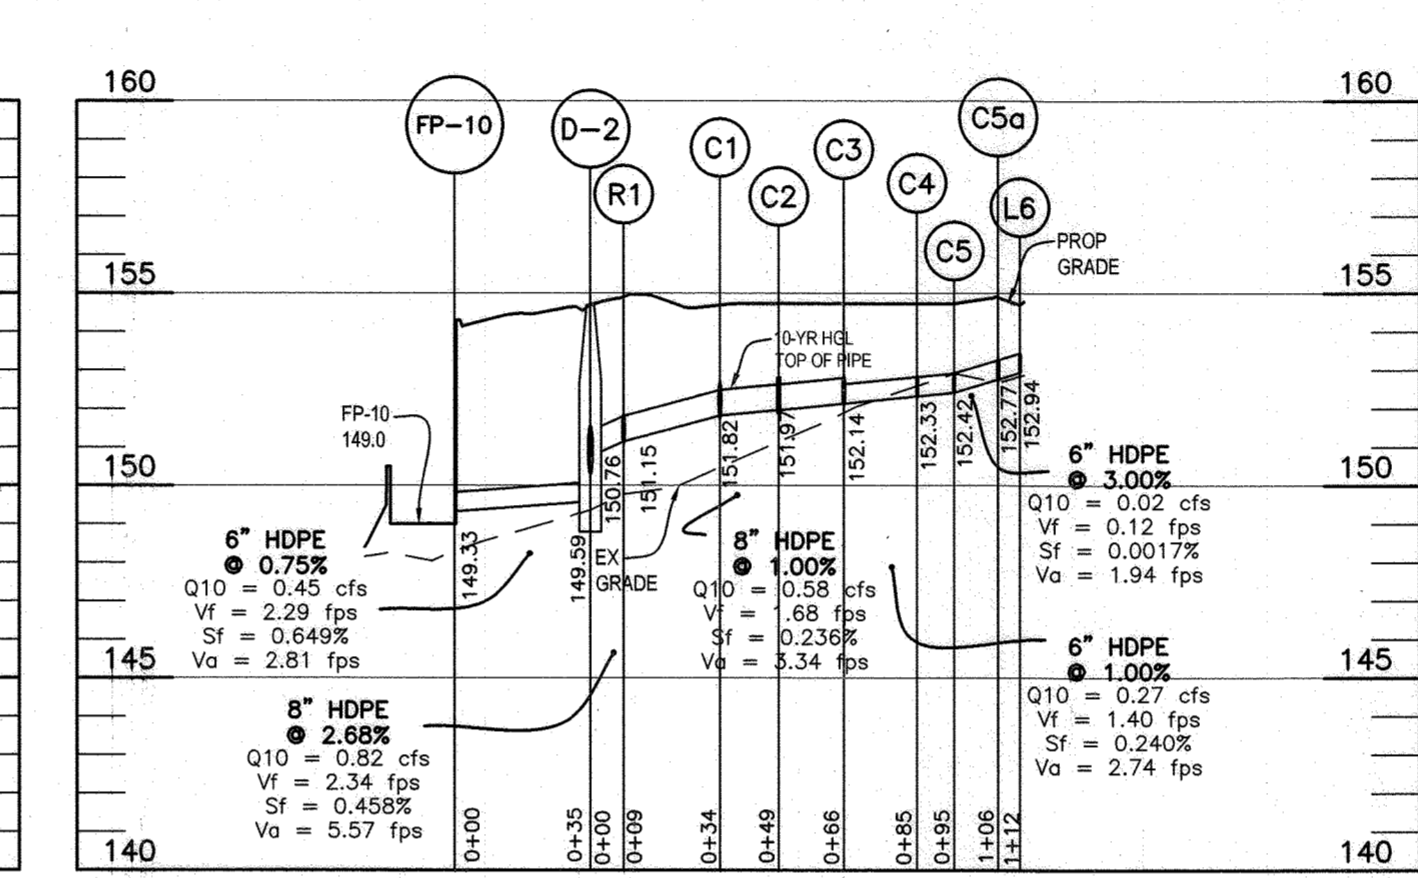 160
160
FP-10
D-2
R1
C1
C2
C3
C4
C5
C5a
L6
PROP
GRADE
155
155
10-YR HGL
TOP OF PIPE
FP-10
149.0
150
150
149.33
149.59
150.76
151.15
151.82
151.97
152.14
152.33
152.42
152.77
152.94
EX
GRADE
6" HDPE
@ 0.75%
Q10 = 0.45 cfs
Vf = 2.29 fps
Sf = 0.649%
Va = 2.81 fps
8" HDPE
@ 1.00%
Q10 = 0.58 cfs
Vf = .68 fps
Sf = 0.236%
Va = 3.34 fps
6" HDPE
@ 3.00%
Q10 = 0.02 cfs
Vf = 0.12 fps
Sf = 0.0017%
Va = 1.94 fps
145
145
8" HDPE
@ 2.68%
Q10 = 0.82 cfs
Vf = 2.34 fps
Sf = 0.458%
Va = 5.57 fps
6" HDPE
@ 1.00%
Q10 = 0.27 cfs
Vf = 1.40 fps
Sf = 0.240%
Va = 2.74 fps
140
140
0+00
0+35
0+00
0+09
0+34
0+49
0+66
0+85
0+95
1+06
1+12